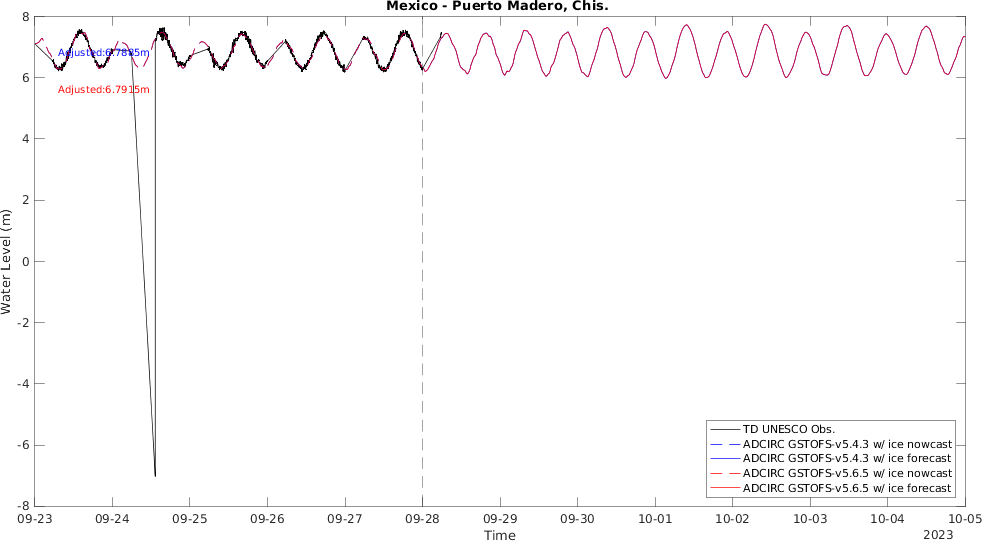 Mexico - Puerto Madero, Chis.
Water Level (m)
8
6
4
2
0
-2
-4
-6
-8
Adjusted:6.7885m
Adjusted:6.7915m
TD UNESCO Obs.
ADCIRC GSTOFS-v5.4.3 w/ ice nowcast
ADCIRC GSTOFS-v5.4.3 w/ ice forecast
ADCIRC GSTOFS-v5.6.5 w/ ice nowcast
ADCIRC GSTOFS-v5.6.5 w/ ice forecast
09-23 09-24 09-25 09-26 09-27 09-28 09-29 09-30 10-01 10-02 10-03 10-04 10-05
Time
2023